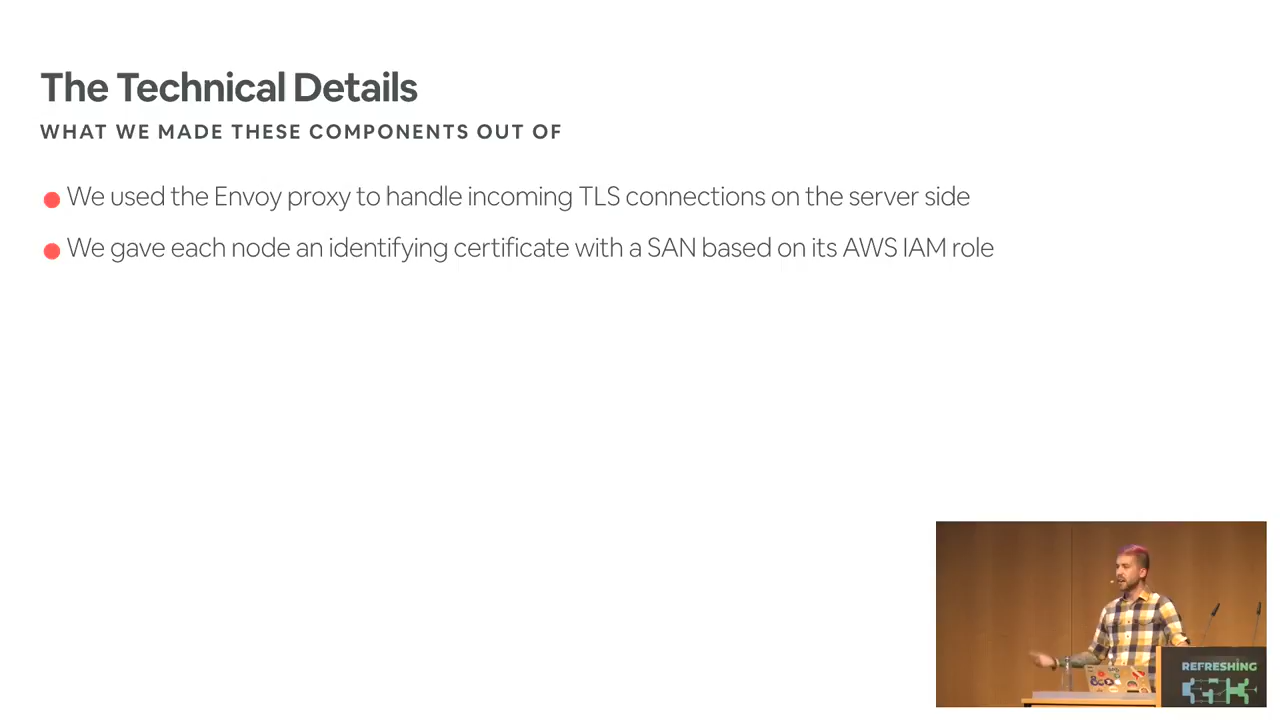 The Technical Details
WHAT WE MADE THESE COMPONENTS OUT OF
We used the Envoy proxy to handle incoming TLS connections on the server side
We gave each node an identifying certificate with a SAN based on its AWS IAM role
REFRESHING